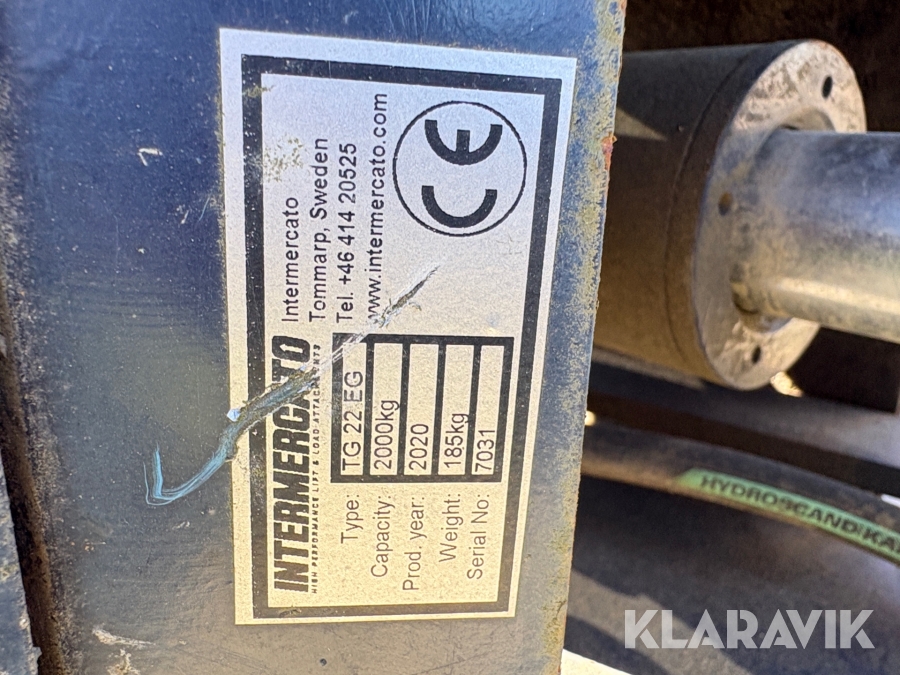 INTERMERCATO
HIGH PERFORMANCE LIFT & LOAD ATTACHMENTS
Intermercato
Tommarp, Sweden
Tel. +46 414 20525
www.intermercato.com
CE
Type: TG 22 EG
Capacity: 2000kg
Prod. year: 2020
Weight: 185kg
Serial No: 7031
HYDROSCAND
KLARAVIK